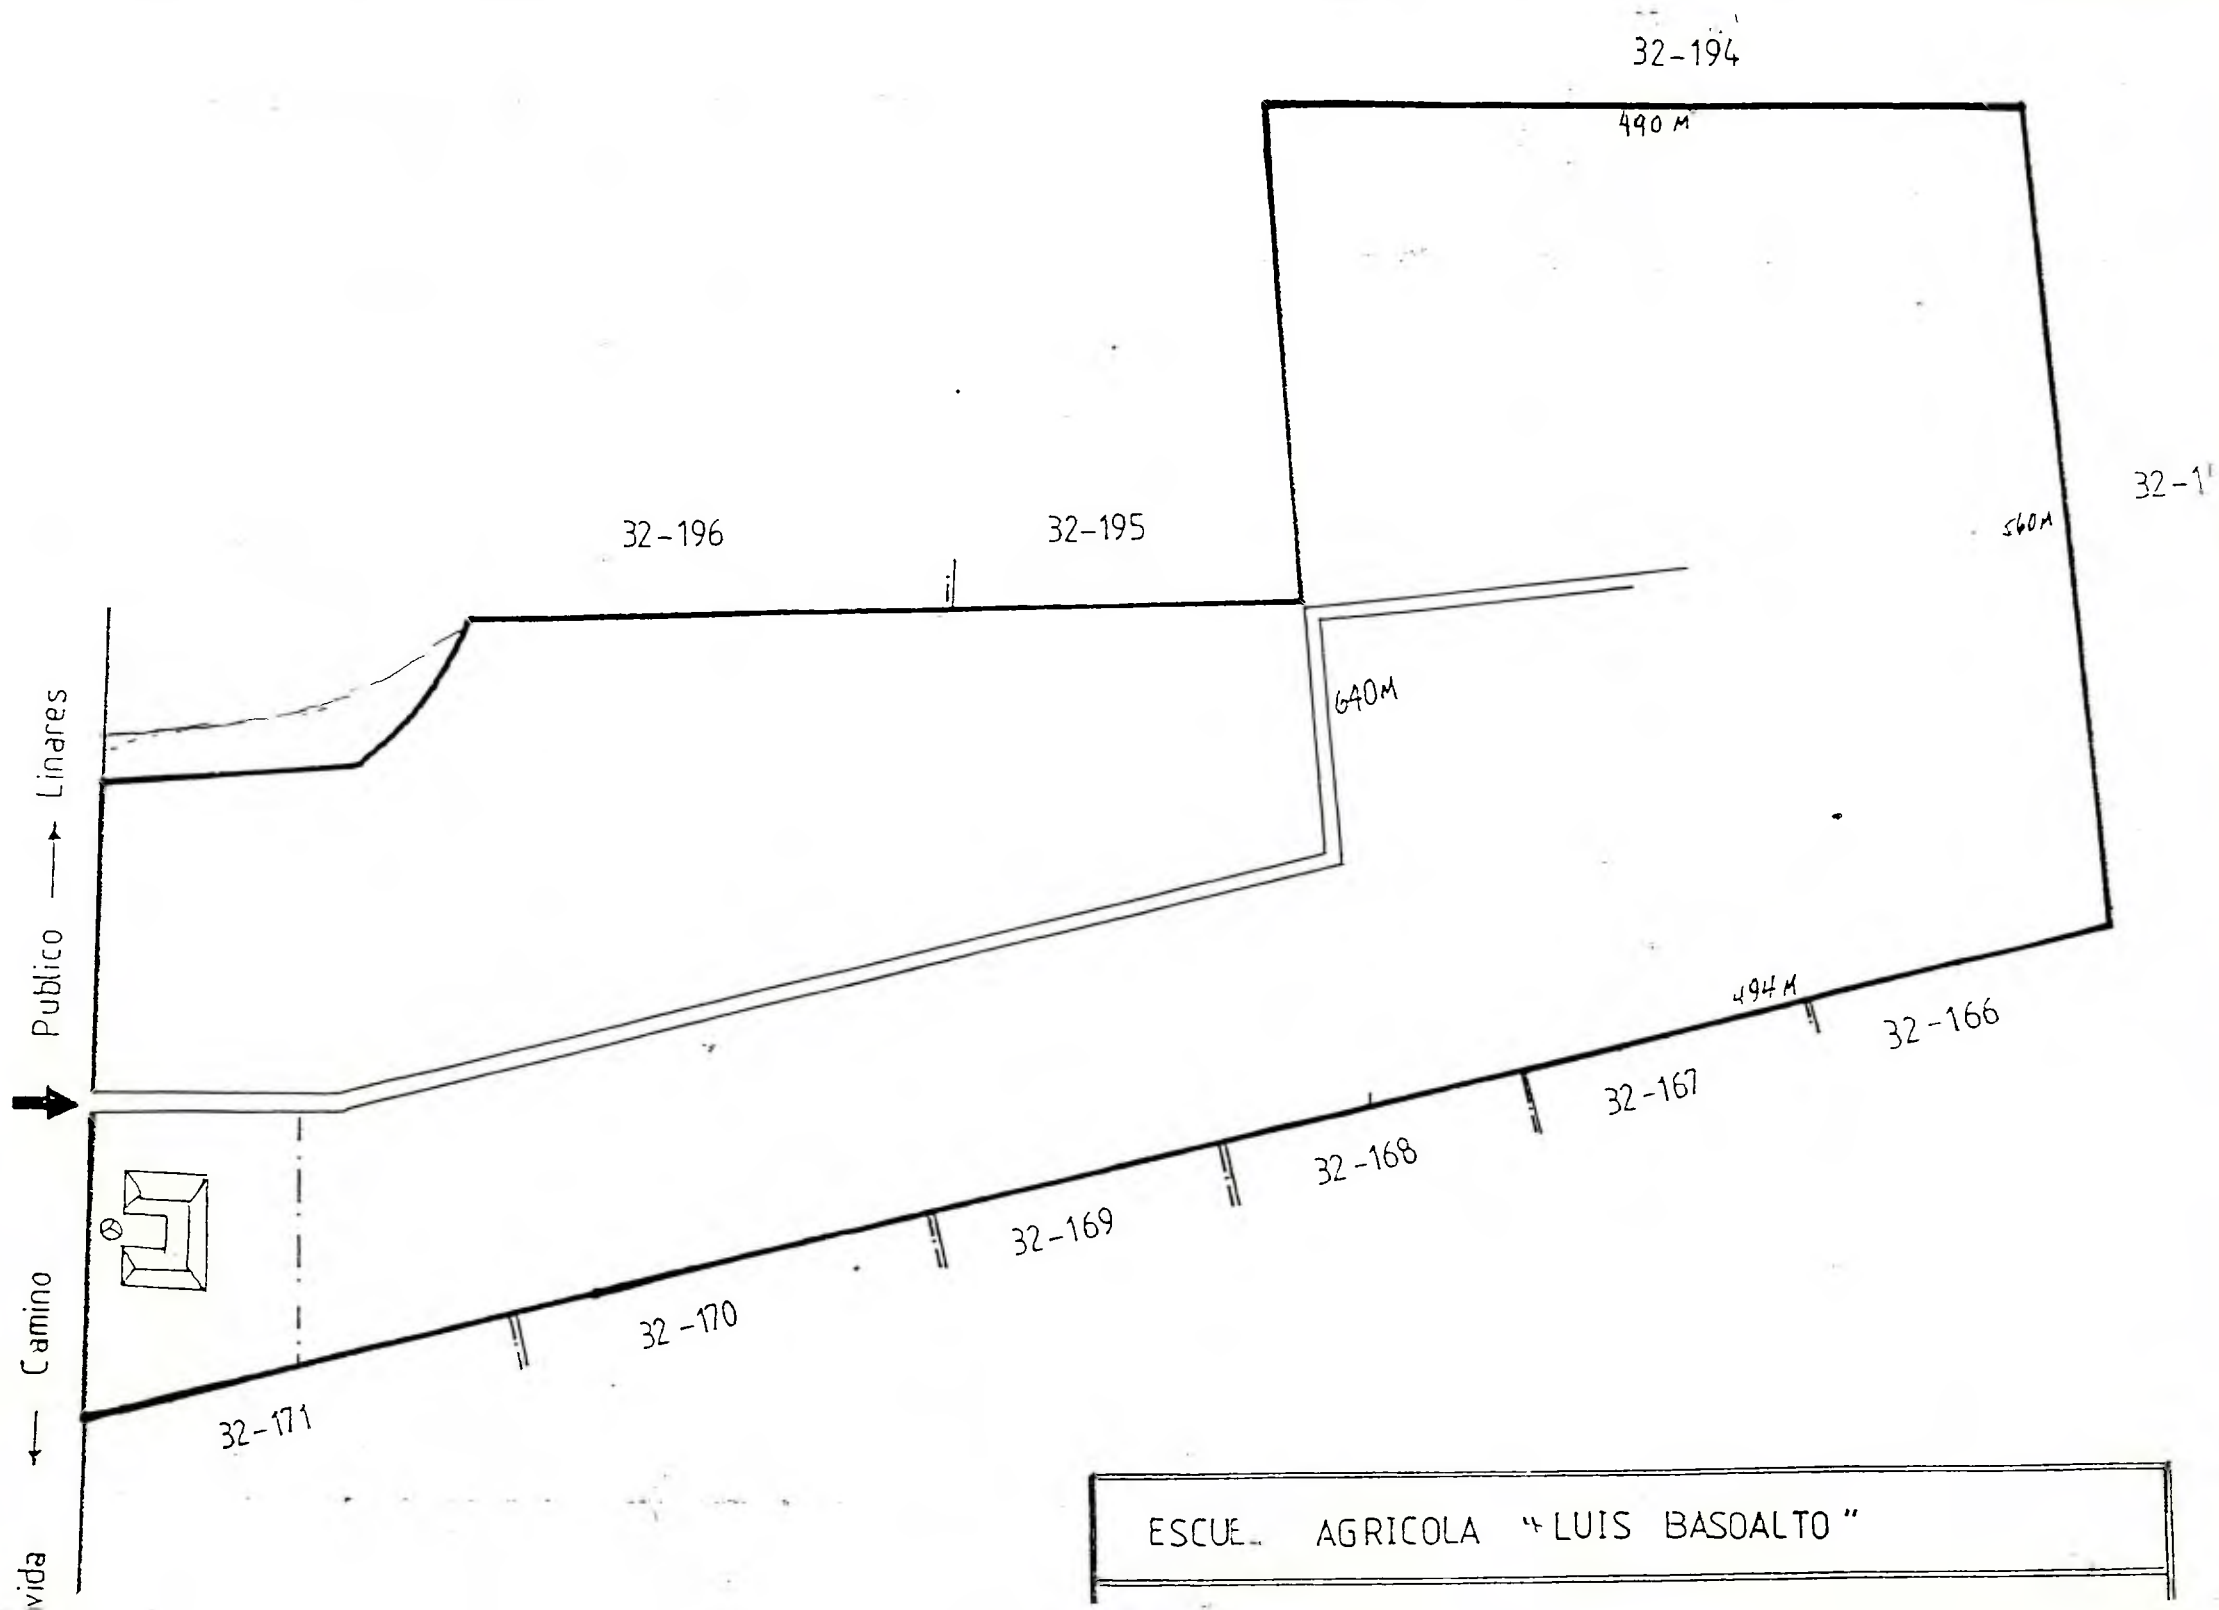 32-194
490 M
32-1
560M
32-196
32-195
640M
Linares
Publico
Camino
vida
494 M
32-166
32-167
32-168
32-169
32-170
32-171
ESCUE AGRICOLA "LUIS BASOALTO"